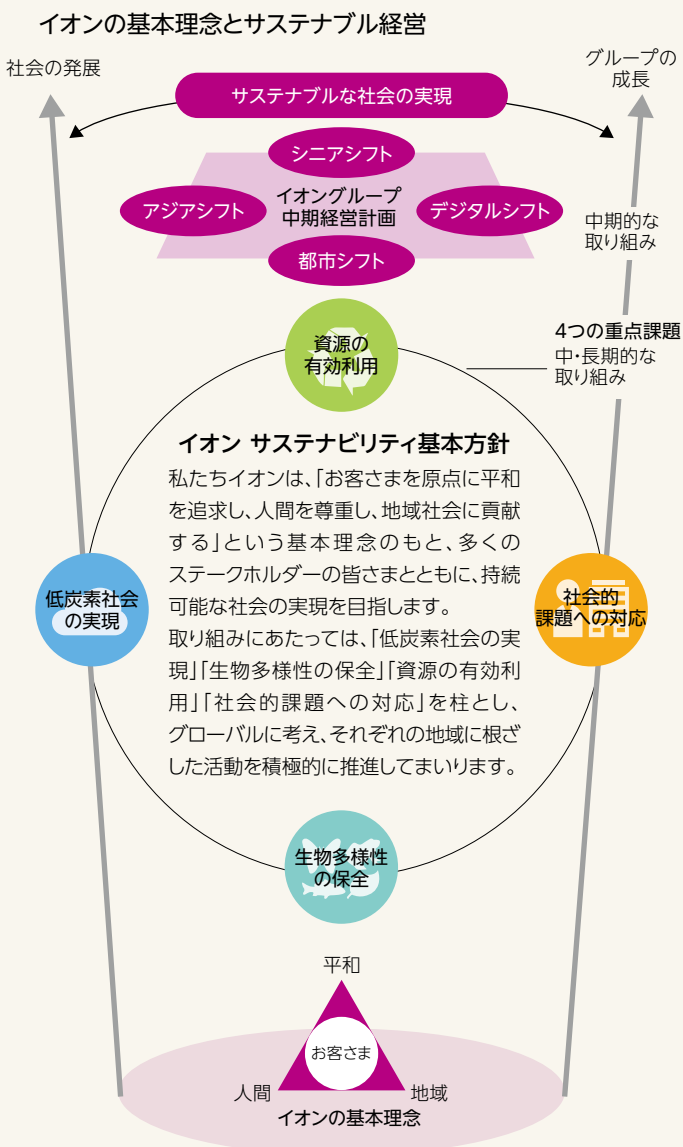 イオンの基本理念とサステナブル経営
社会の発展
グループの
成長
サステナブルな社会の実現
シニアシフト
アジアシフト
イオングループ
中期経営計画
デジタルシフト
都市シフト
中期的な
取り組み
4つの重点課題
中・長期的な
取り組み
資源の
有効利用
イオン サステナビリティ基本方針
私たちイオンは、「お客さまを原点に平和
を追求し、人間を尊重し、地域社会に貢献
する」という基本理念のもと、多くの
ステークホルダーの皆さまとともに、持続
可能な社会の実現を目指します。
取り組みにあたっては、「低炭素社会の実
現」「生物多様性の保全」「資源の有効利
用」「社会的課題への対応」を柱とし、
グローバルに考え、それぞれの地域に根ざ
した活動を積極的に推進してまいります。
低炭素社会
の実現
社会的
課題への対応
生物多様性
の保全
平和
お客さま
人間
地域
イオンの基本理念